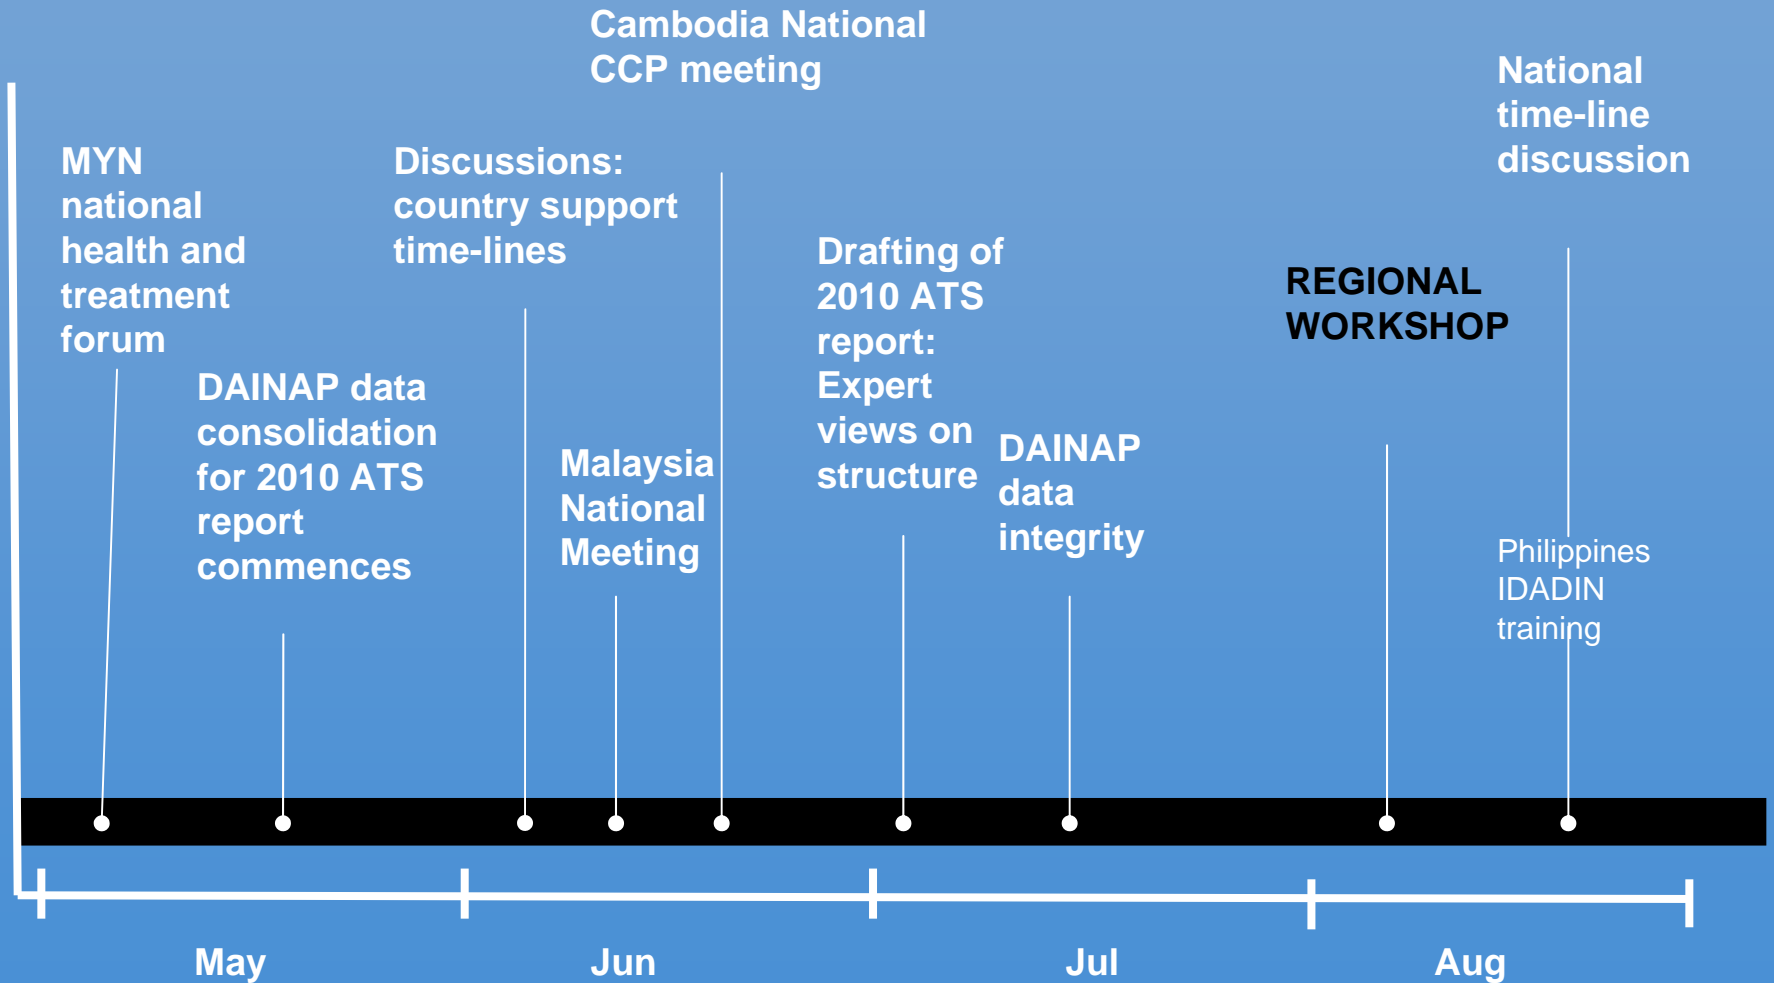 Cambodia National
CCP meeting
National
time-line
discussion
MYN
national
health and
treatment
forum
Discussions:
country support
time-lines
Drafting of
2010 ATS
report:
Expert
views on
structure
REGIONAL
WORKSHOP
DAINAP data
consolidation
for 2010 ATS
report
commences
Malaysia
National
Meeting
DAINAP
data
integrity
Philippines
IDADIN
training
May
Jun
Jul
Aug